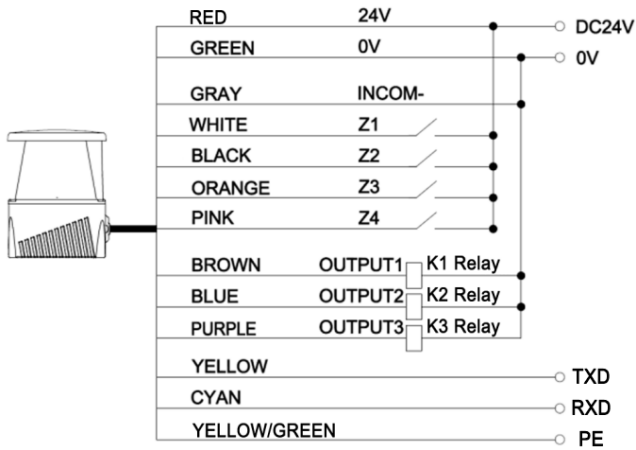 RED 24V DC24V
GREEN 0V 0V
GRAY INCOM-
WHITE Z1
BLACK Z2
ORANGE Z3
PINK Z4
BROWN OUTPUT1 K1 Relay
BLUE OUTPUT2 K2 Relay
PURPLE OUTPUT3 K3 Relay
YELLOW TXD
CYAN RXD
YELLOW/GREEN PE